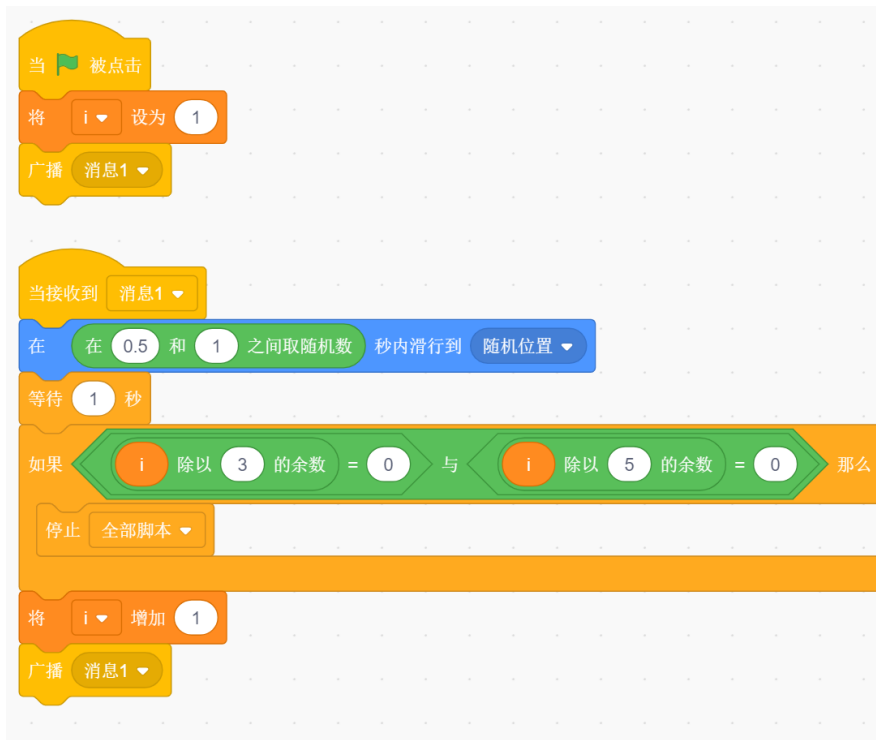 当 被点击
将 i 设为 1
广播 消息1
当接收到 消息1
在 在 0.5 和 1 之间取随机数 秒内滑行到 随机位置
等待 1 秒
如果 i 除以 3 的余数 = 0 与 i 除以 5 的余数 = 0 那么
停止 全部脚本
将 i 增加 1
广播 消息1